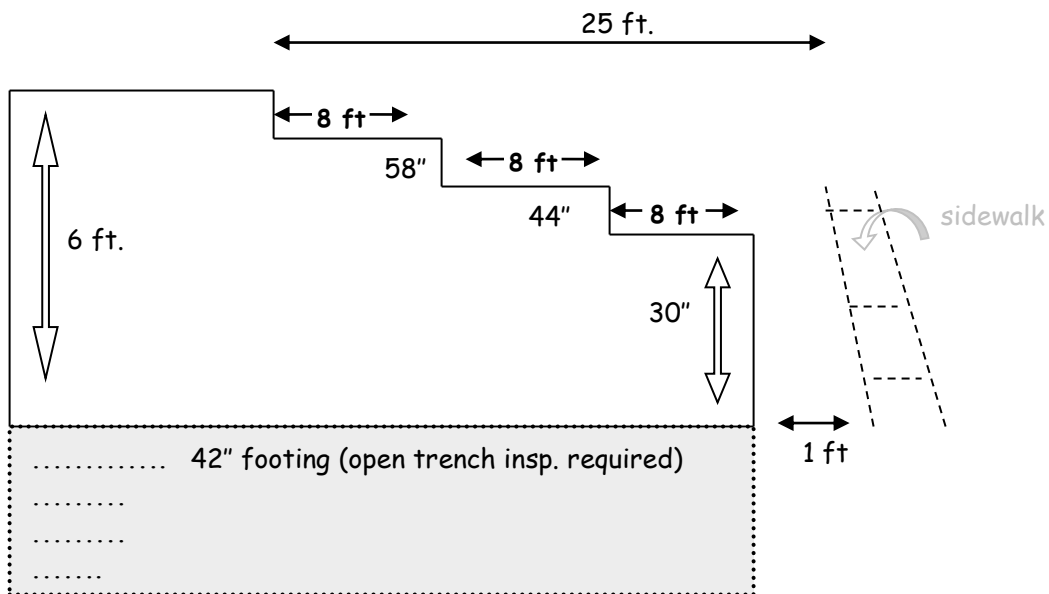 25 ft.
8 ft
58"
8 ft
44"
8 ft
sidewalk
6 ft.
30"
1 ft
............. 42" footing (open trench insp. required)
.........
.........
.......